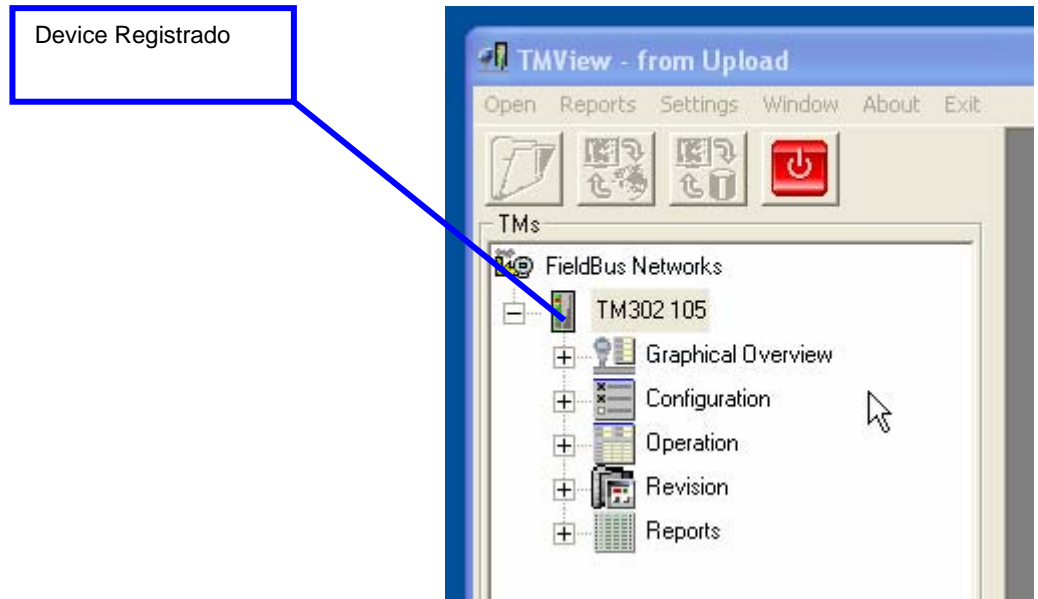 Device Registrado
TMView - from Upload
Open Reports Settings Window About Exit
TMs
FieldBus Networks
TM302 105
Graphical Overview
Configuration
Operation
Revision
Reports